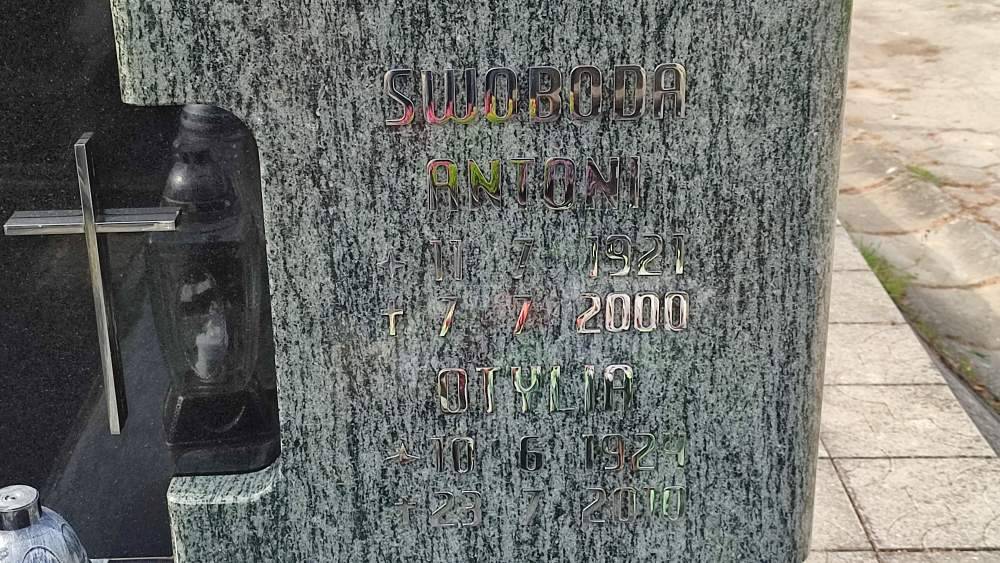 SWOBODA
ANTONI
11 7 1921
† 7 7 2000
OTYLIA
10 6 1924
† 23 7 2010